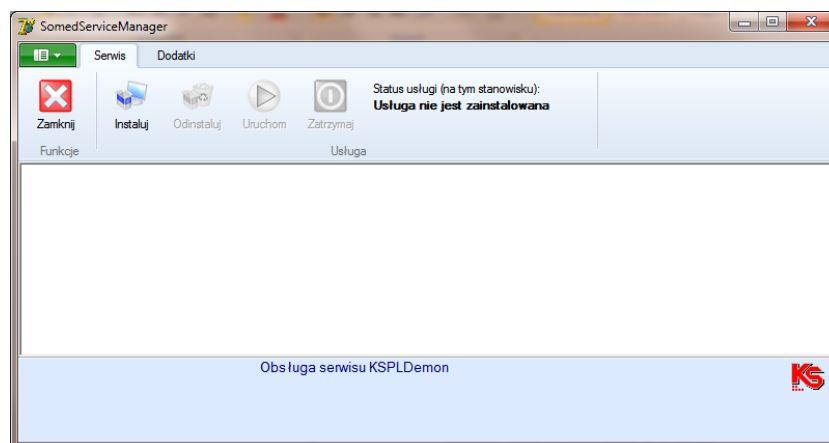 SomedServiceManager
Serwis Dodatki
Zamknij Instaluj Odinstaluj Uruchom Zatrzymaj
Status usługi (na tym stanowisku):
Usługa nie jest zainstalowana
Funkcje Usługa
Obsługa serwisu KSPLDemon
KS